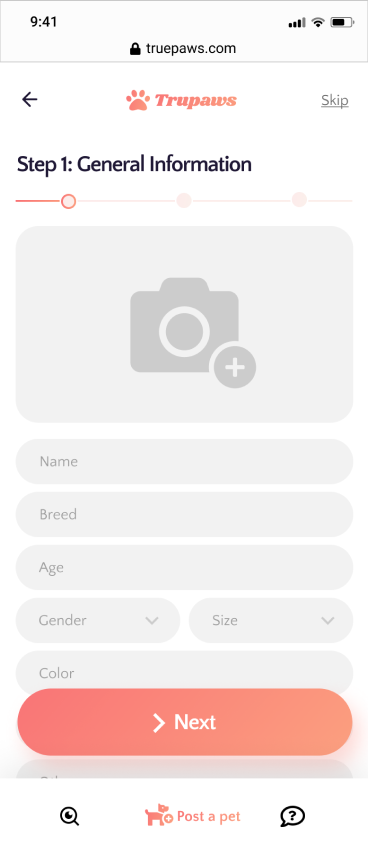 9:41
truepaws.com
Trupaws
Skip
Step 1: General Information
Name
Breed
Age
Gender
Size
Color
Next
Post a pet